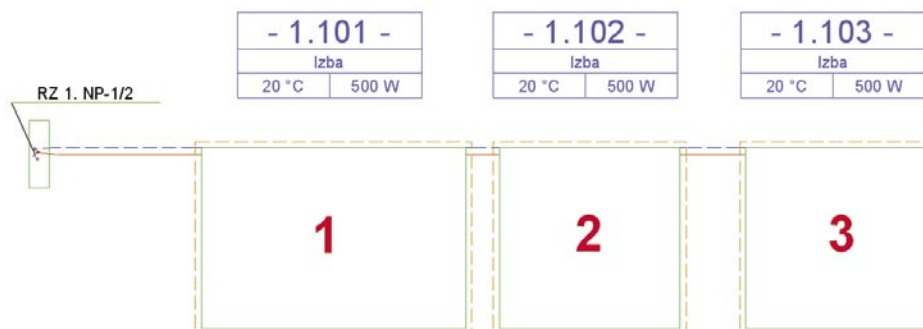 - 1.101 -
Izba
20 °C 500 W
- 1.102 -
Izba
20 °C 500 W
- 1.103 -
Izba
20 °C 500 W
RZ 1. NP-1/2
1
2
3